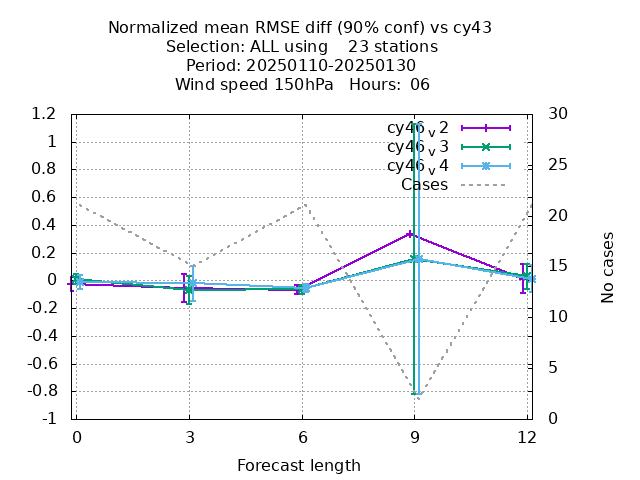 Normalized mean RMSE diff (90% conf) vs cy43
Selection: ALL using 23 stations
Period: 20250110-20250130
Wind speed 150hPa Hours: 06
1.2
1
0.8
0.6
0.4
0.2
0
-0.2
-0.4
-0.6
-0.8
-1
30
25
20
15
10
5
0
cy46v2
cy46v3
cy46v4
Cases
No cases
0 3 6 9 12
Forecast length